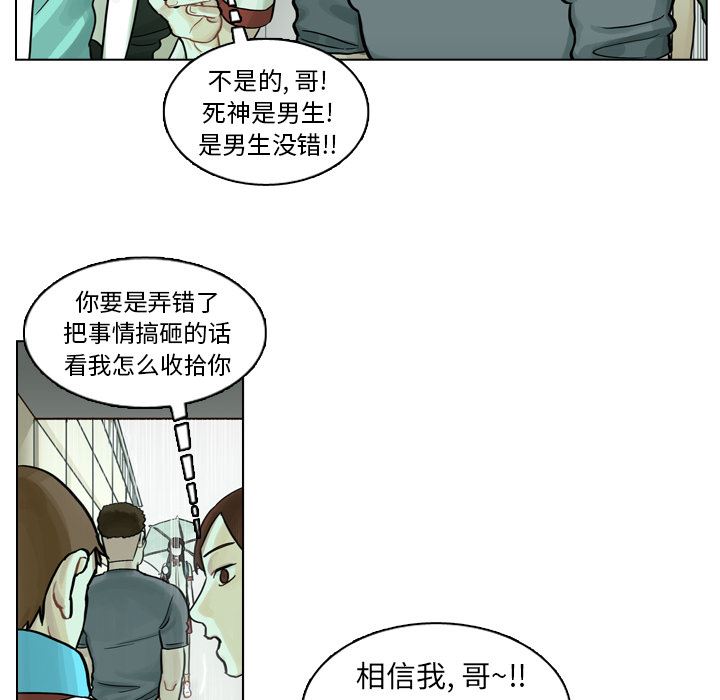 不是的, 哥!
死神是男生!
是男生没错!!
你要是弄错了
把事情搞砸的话
看我怎么收拾你
相信我, 哥~!!